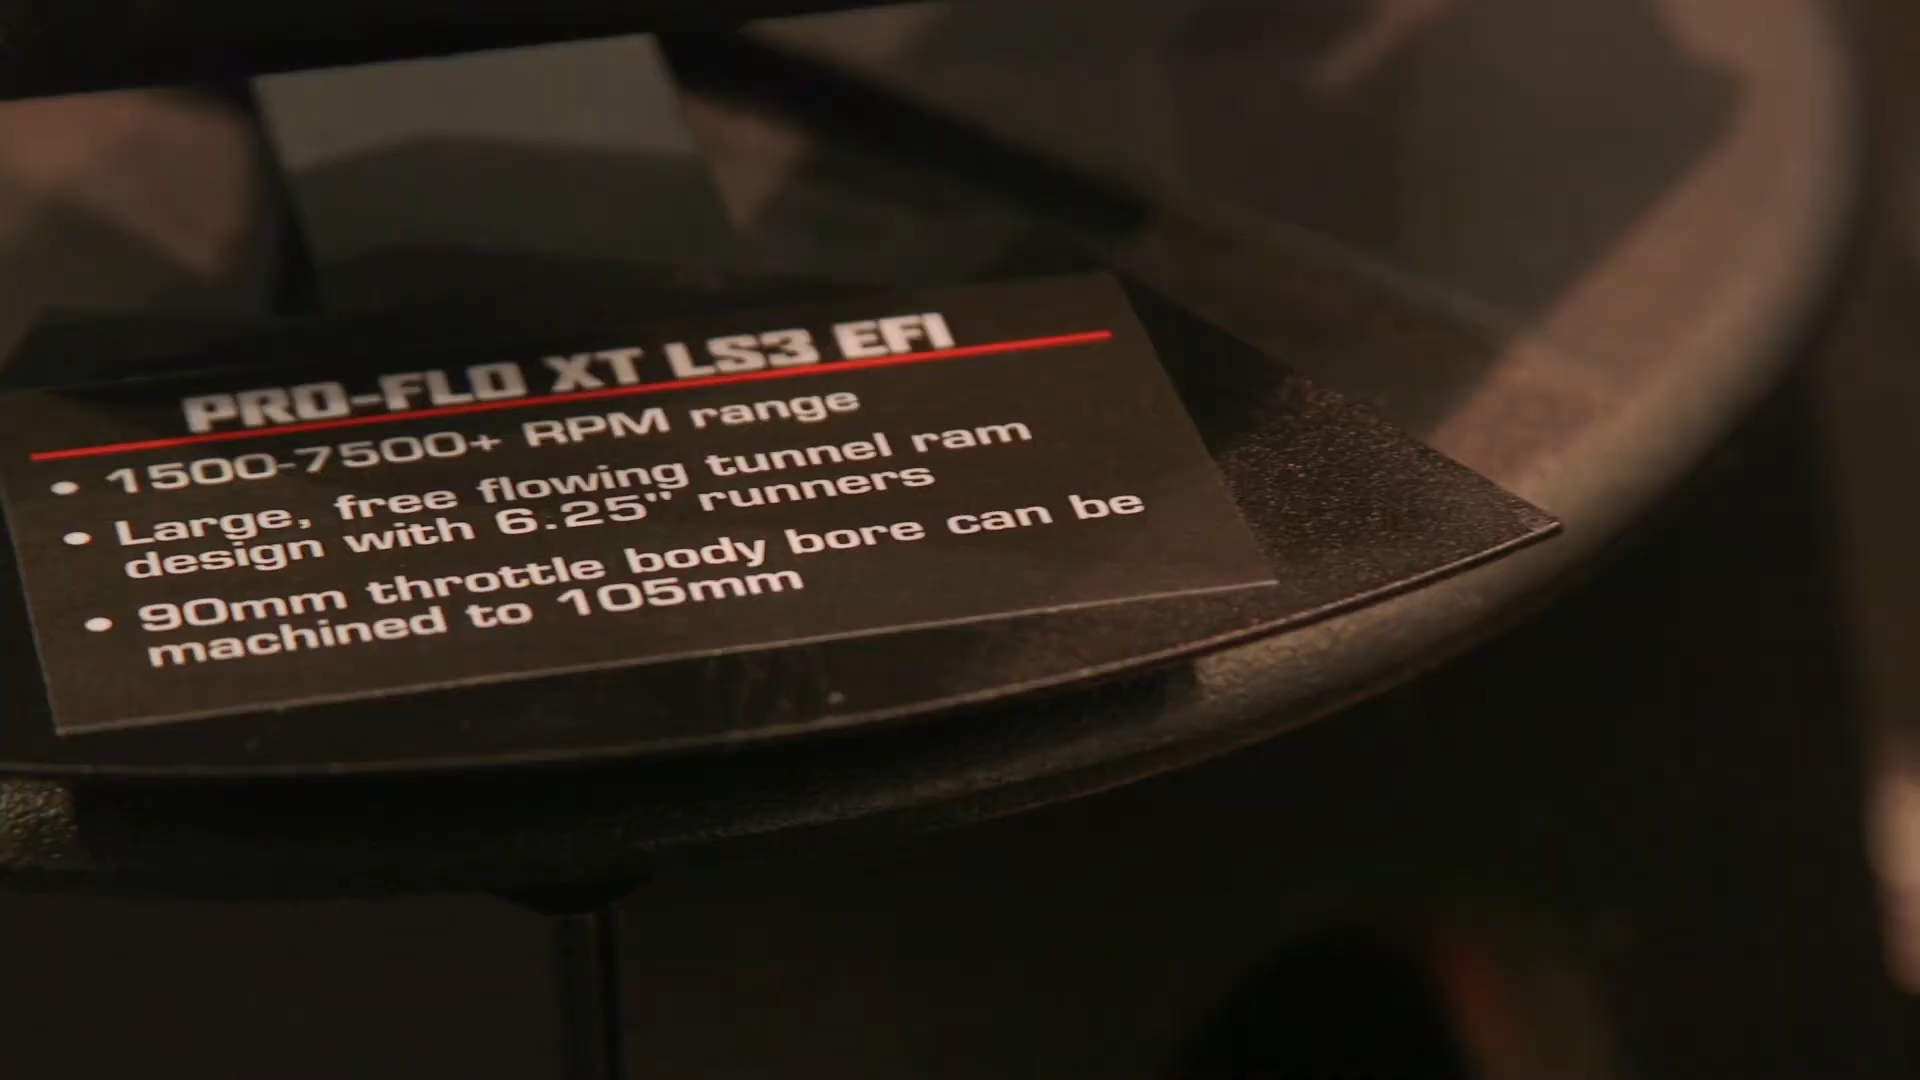 PRO-FLO XT LS3 EFI
• 1500-7500+ RPM range
• Large, free flowing tunnel ram
design with 6.25" runners
• 90mm throttle body bore can be
machined to 105mm